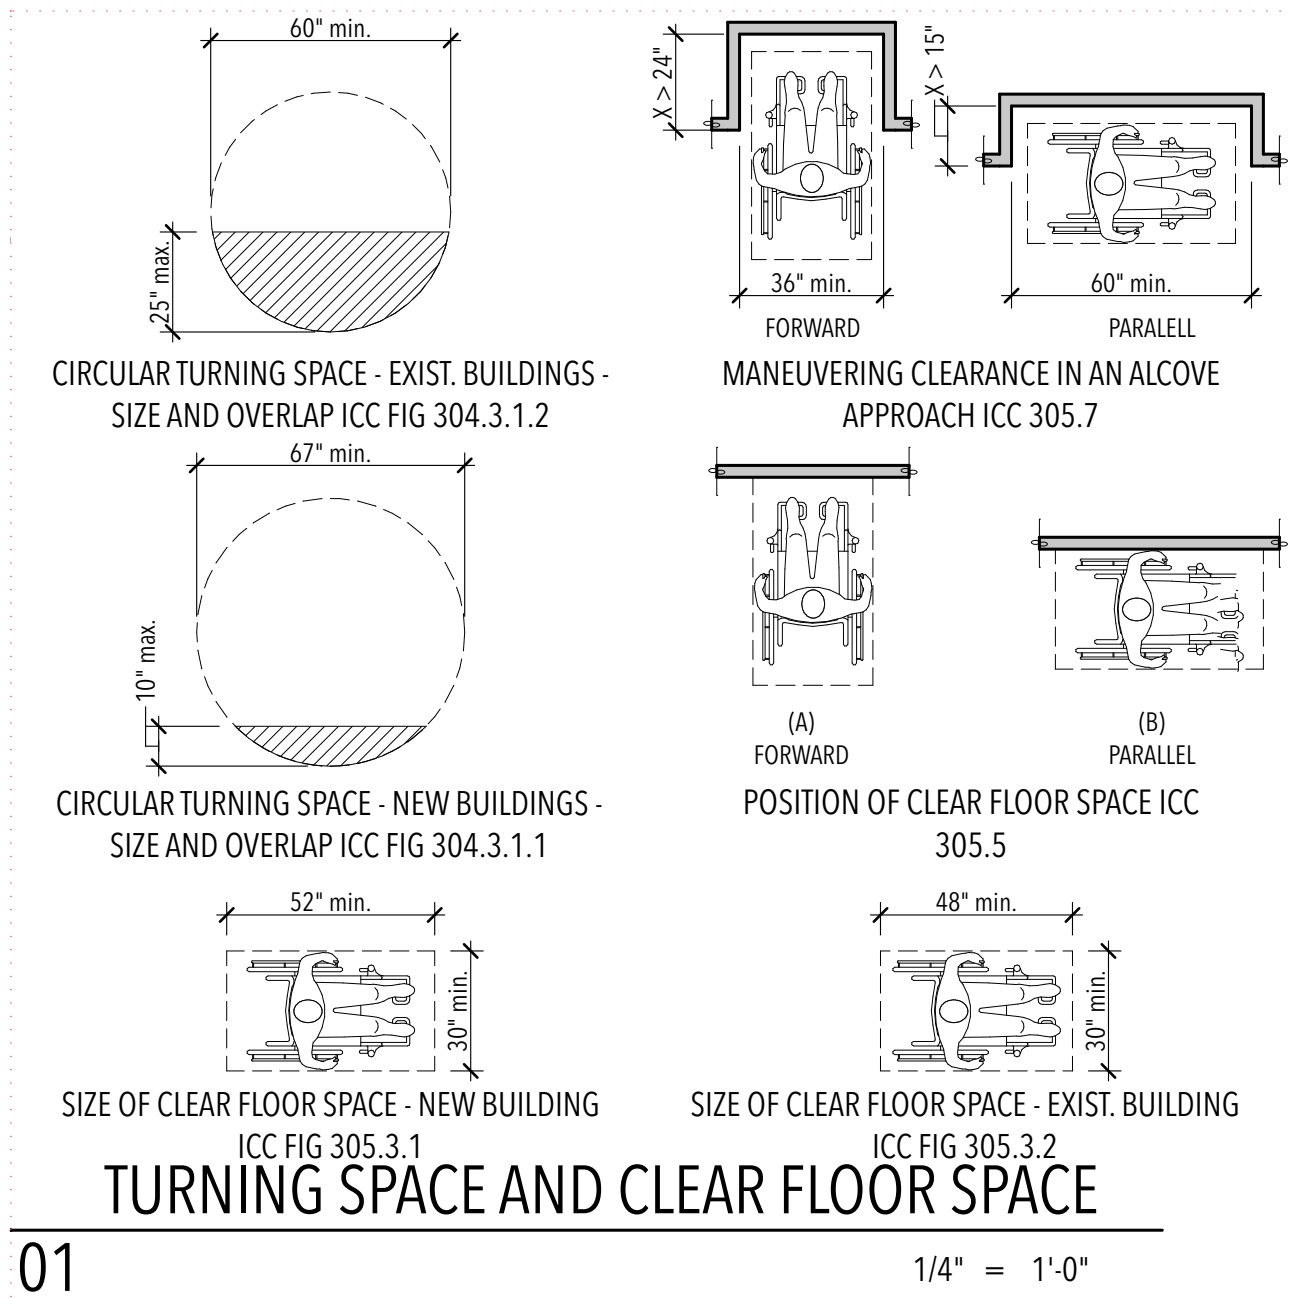 60" min.
25" max.
CIRCULAR TURNING SPACE - EXIST. BUILDINGS -
SIZE AND OVERLAP ICC FIG 304.3.1.2
X > 24"
36" min.
FORWARD
X > 15"
60" min.
PARALELL
MANEUVERING CLEARANCE IN AN ALCOVE
APPROACH ICC 305.7
67" min.
10" max.
CIRCULAR TURNING SPACE - NEW BUILDINGS -
SIZE AND OVERLAP ICC FIG 304.3.1.1
(A)
FORWARD
(B)
PARALLEL
POSITION OF CLEAR FLOOR SPACE ICC
305.5
52" min.
30" min.
SIZE OF CLEAR FLOOR SPACE - NEW BUILDING
ICC FIG 305.3.1
48" min.
30" min.
SIZE OF CLEAR FLOOR SPACE - EXIST. BUILDING
ICC FIG 305.3.2
TURNING SPACE AND CLEAR FLOOR SPACE
01
1/4" = 1'-0"